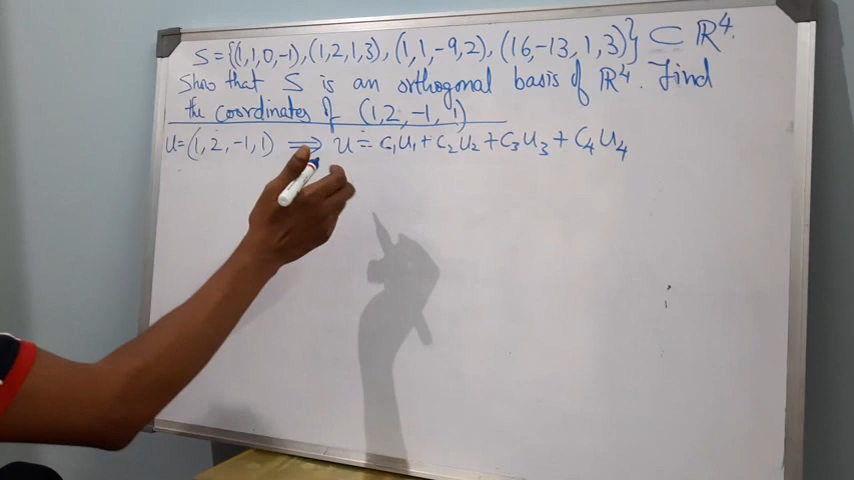 S = {(1, 1, 0, -1), (1, 2, 1, 3), (1, 1, -9, 2), (16, -13, 1, 3)} ⊂ ℝ⁴.
Show that S is an orthogonal basis of ℝ⁴. Find
the coordinates of (1, 2, -1, 1)
u = (1, 2, -1, 1) ⟹ u = c₁u₁ + c₂u₂ + c₃u₃ + c₄u₄